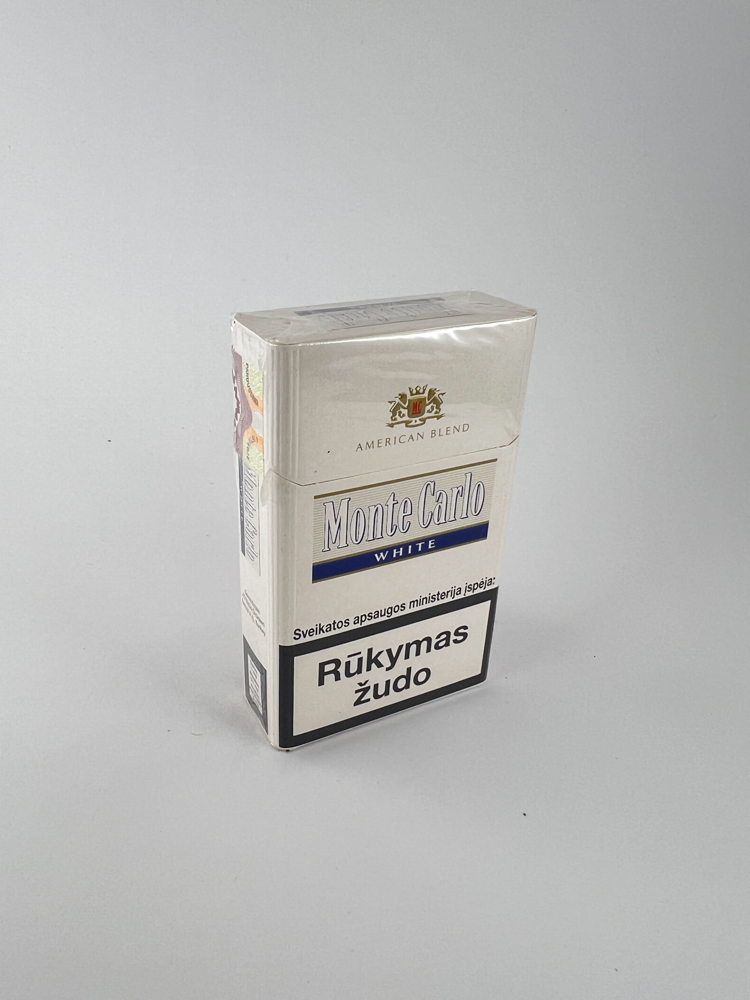 AMERICAN BLEND
Monte Carlo
WHITE
Sveikatos apsaugos ministerija įspėja:
Rūkymas
žudo